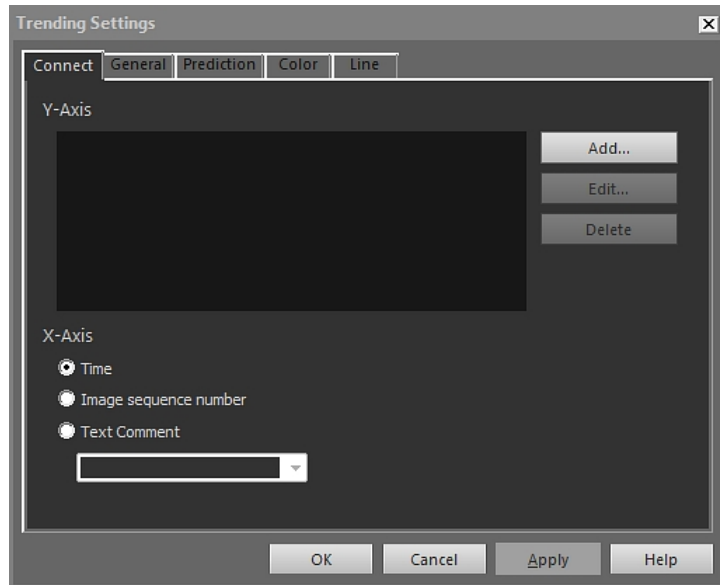 Trending Settings
Connect General Prediction Color Line
Y-Axis
Add...
Edit...
Delete
X-Axis
Time
Image sequence number
Text Comment
OK Cancel Apply Help